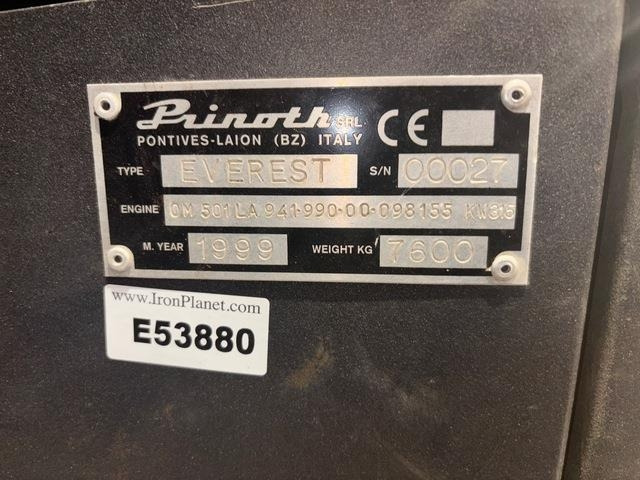 Prinoth SRL CE
PONTIVES-LAION (BZ) ITALY
TYPE EVEREST S/N 00027
ENGINE OM 501 LA 941-990-00-098155 KW315
M. YEAR 1999 WEIGHT KG 7600
www.IronPlanet.com
E53880